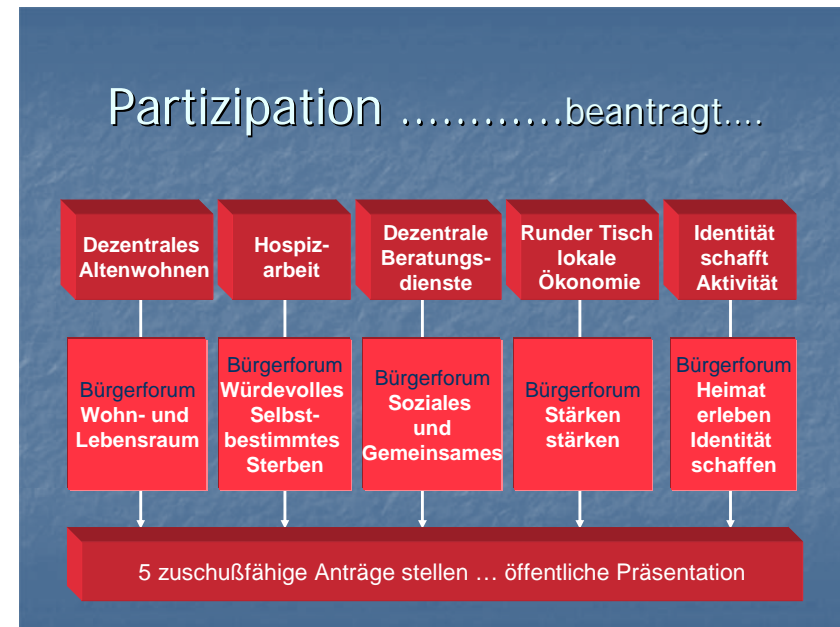 Partizipation …………beantragt….
Dezentrales
Altenwohnen
Hospiz-
arbeit
Dezentrale
Beratungs-
dienste
Runder Tisch
lokale
Ökonomie
Identität
schafft
Aktivität
Bürgerforum
Wohn- und
Lebensraum
Bürgerforum
Würdevolles
Selbst-
bestimmtes
Sterben
Bürgerforum
Soziales
und
Gemeinsames
Bürgerforum
Stärken
stärken
Bürgerforum
Heimat
erleben
Identität
schaffen
5 zuschußfähige Anträge stellen … öffentliche Präsentation